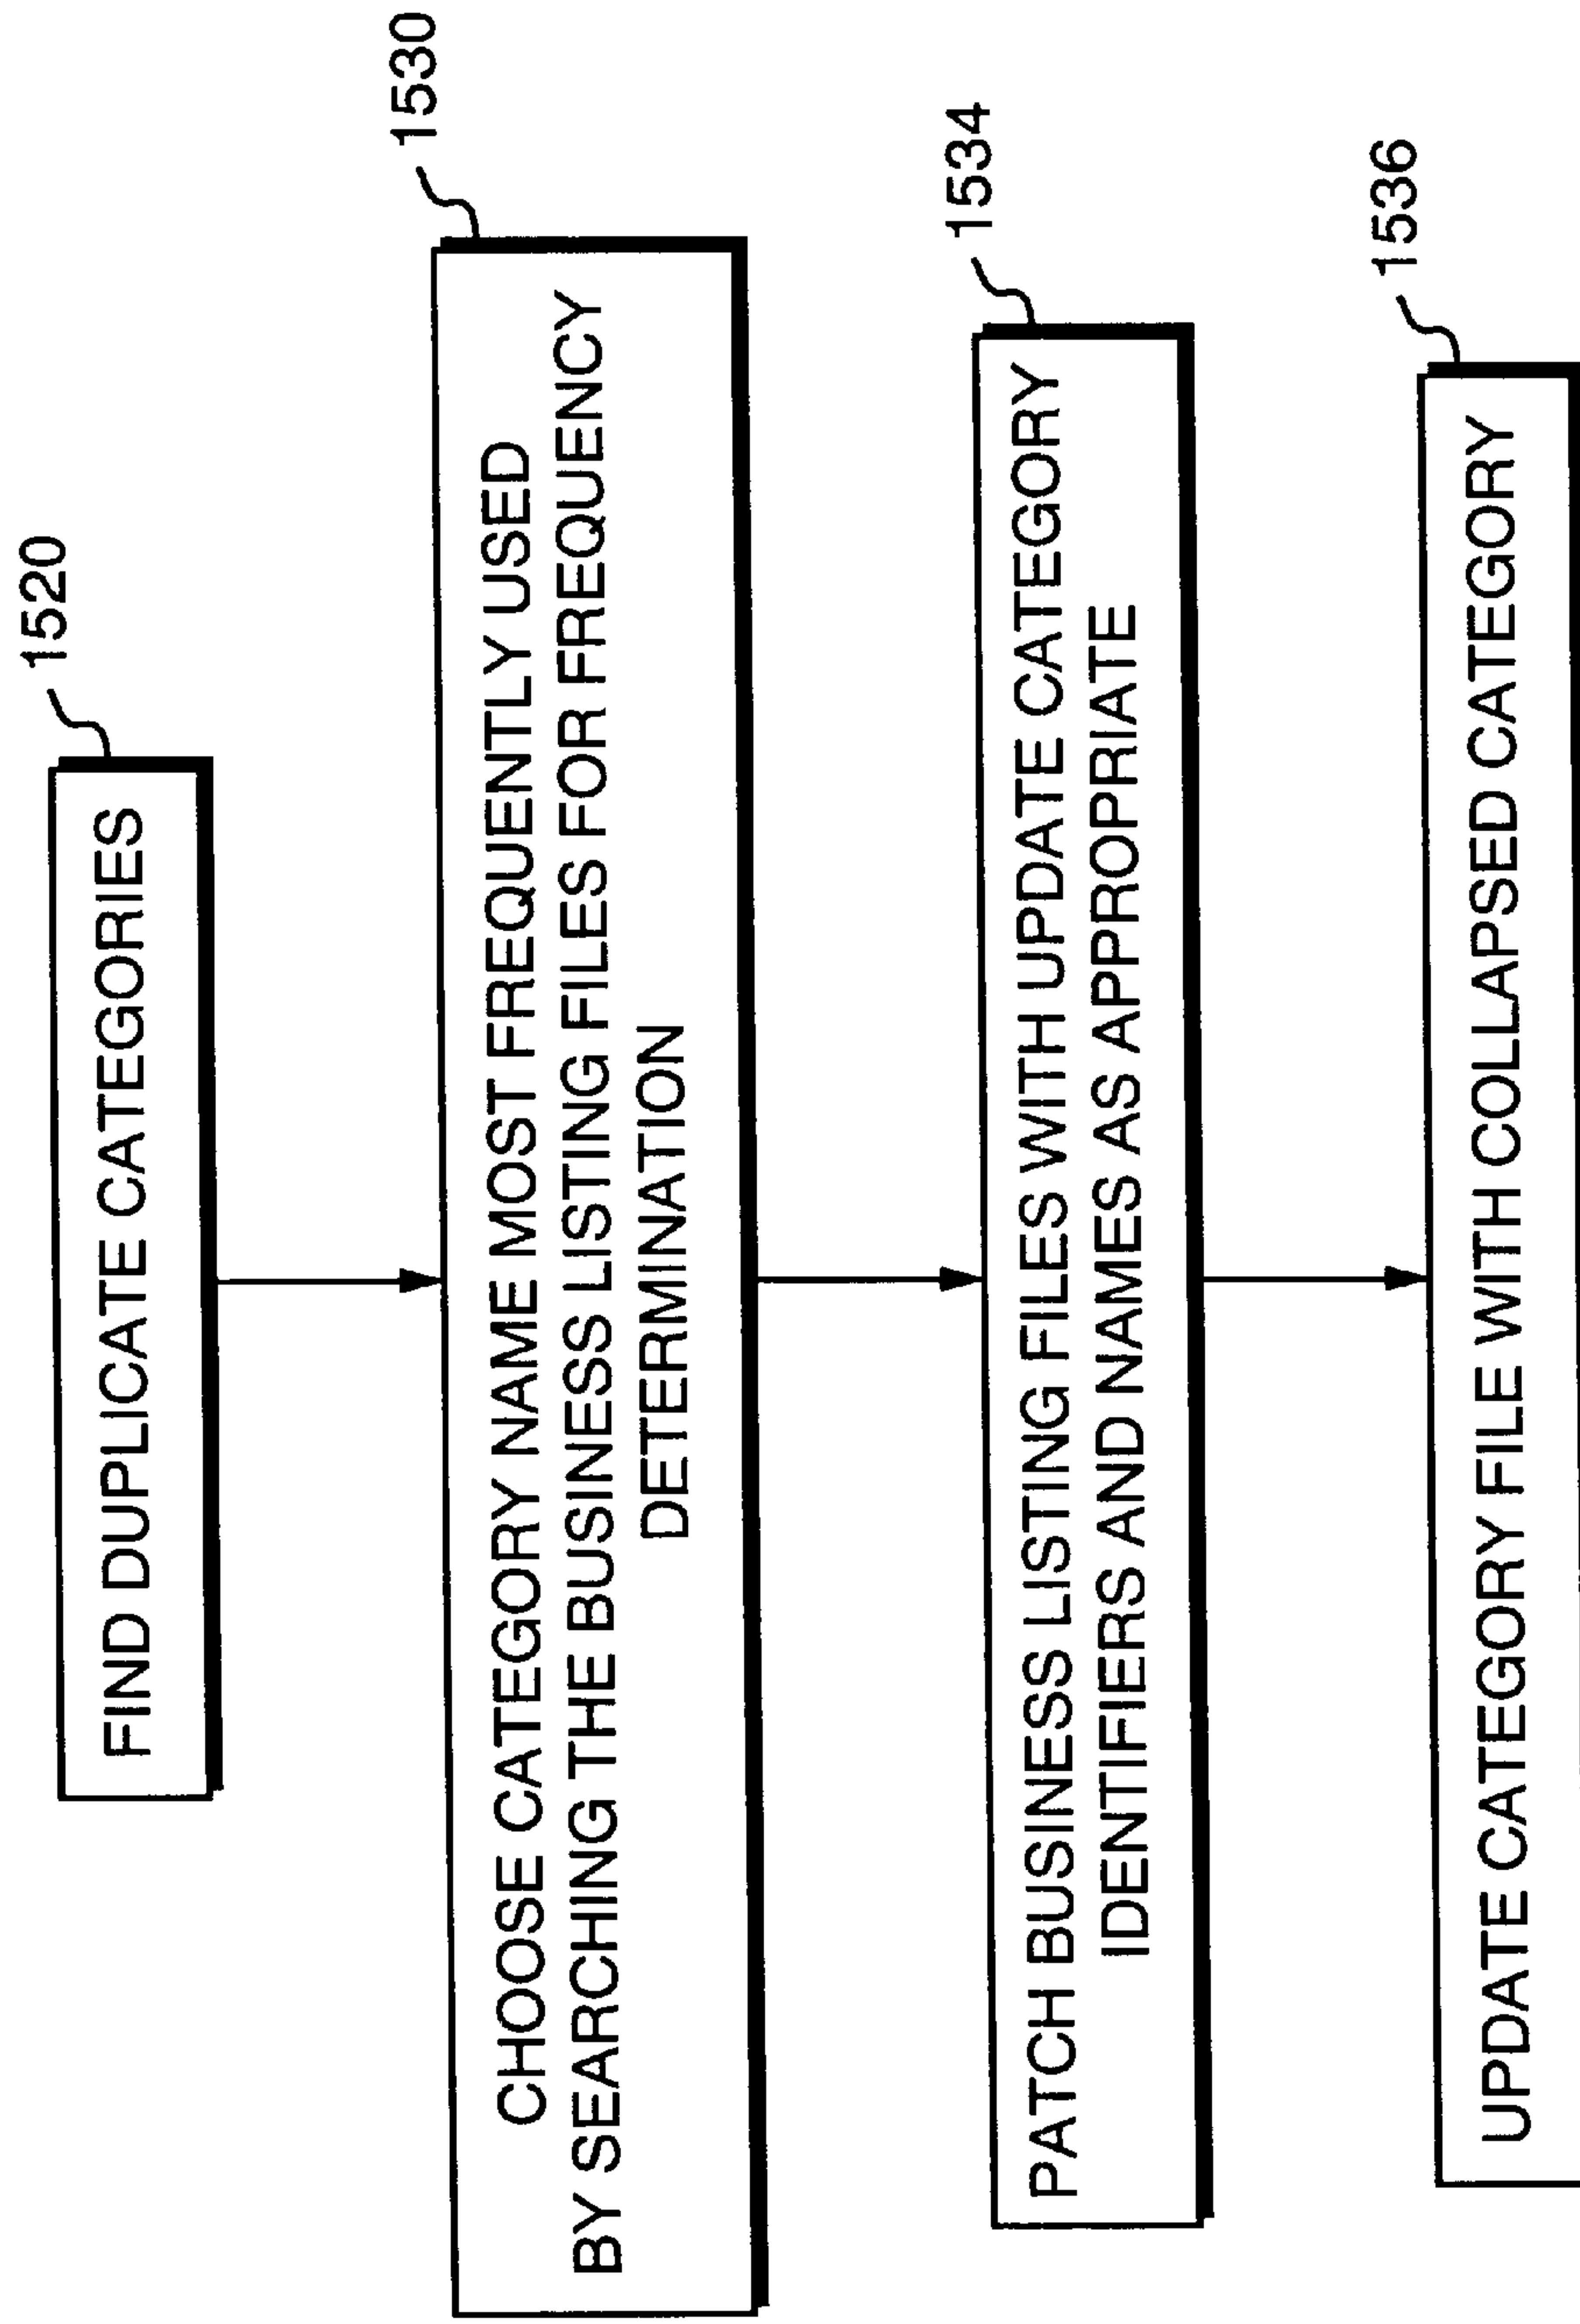 1520
FIND DUPLICATE CATEGORIES
1530
CHOOSE CATEGORY NAME MOST FREQUENTLY USED
BY SEARCHING THE BUSINESS LISTING FILES FOR FREQUENCY
DETERMINATION
1534
PATCH BUSINESS LISTING FILES WITH UPDATE CATEGORY
IDENTIFIERS AND NAMES AS APPROPRIATE
1536
UPDATE CATEGORY FILE WITH COLLAPSED CATEGORY